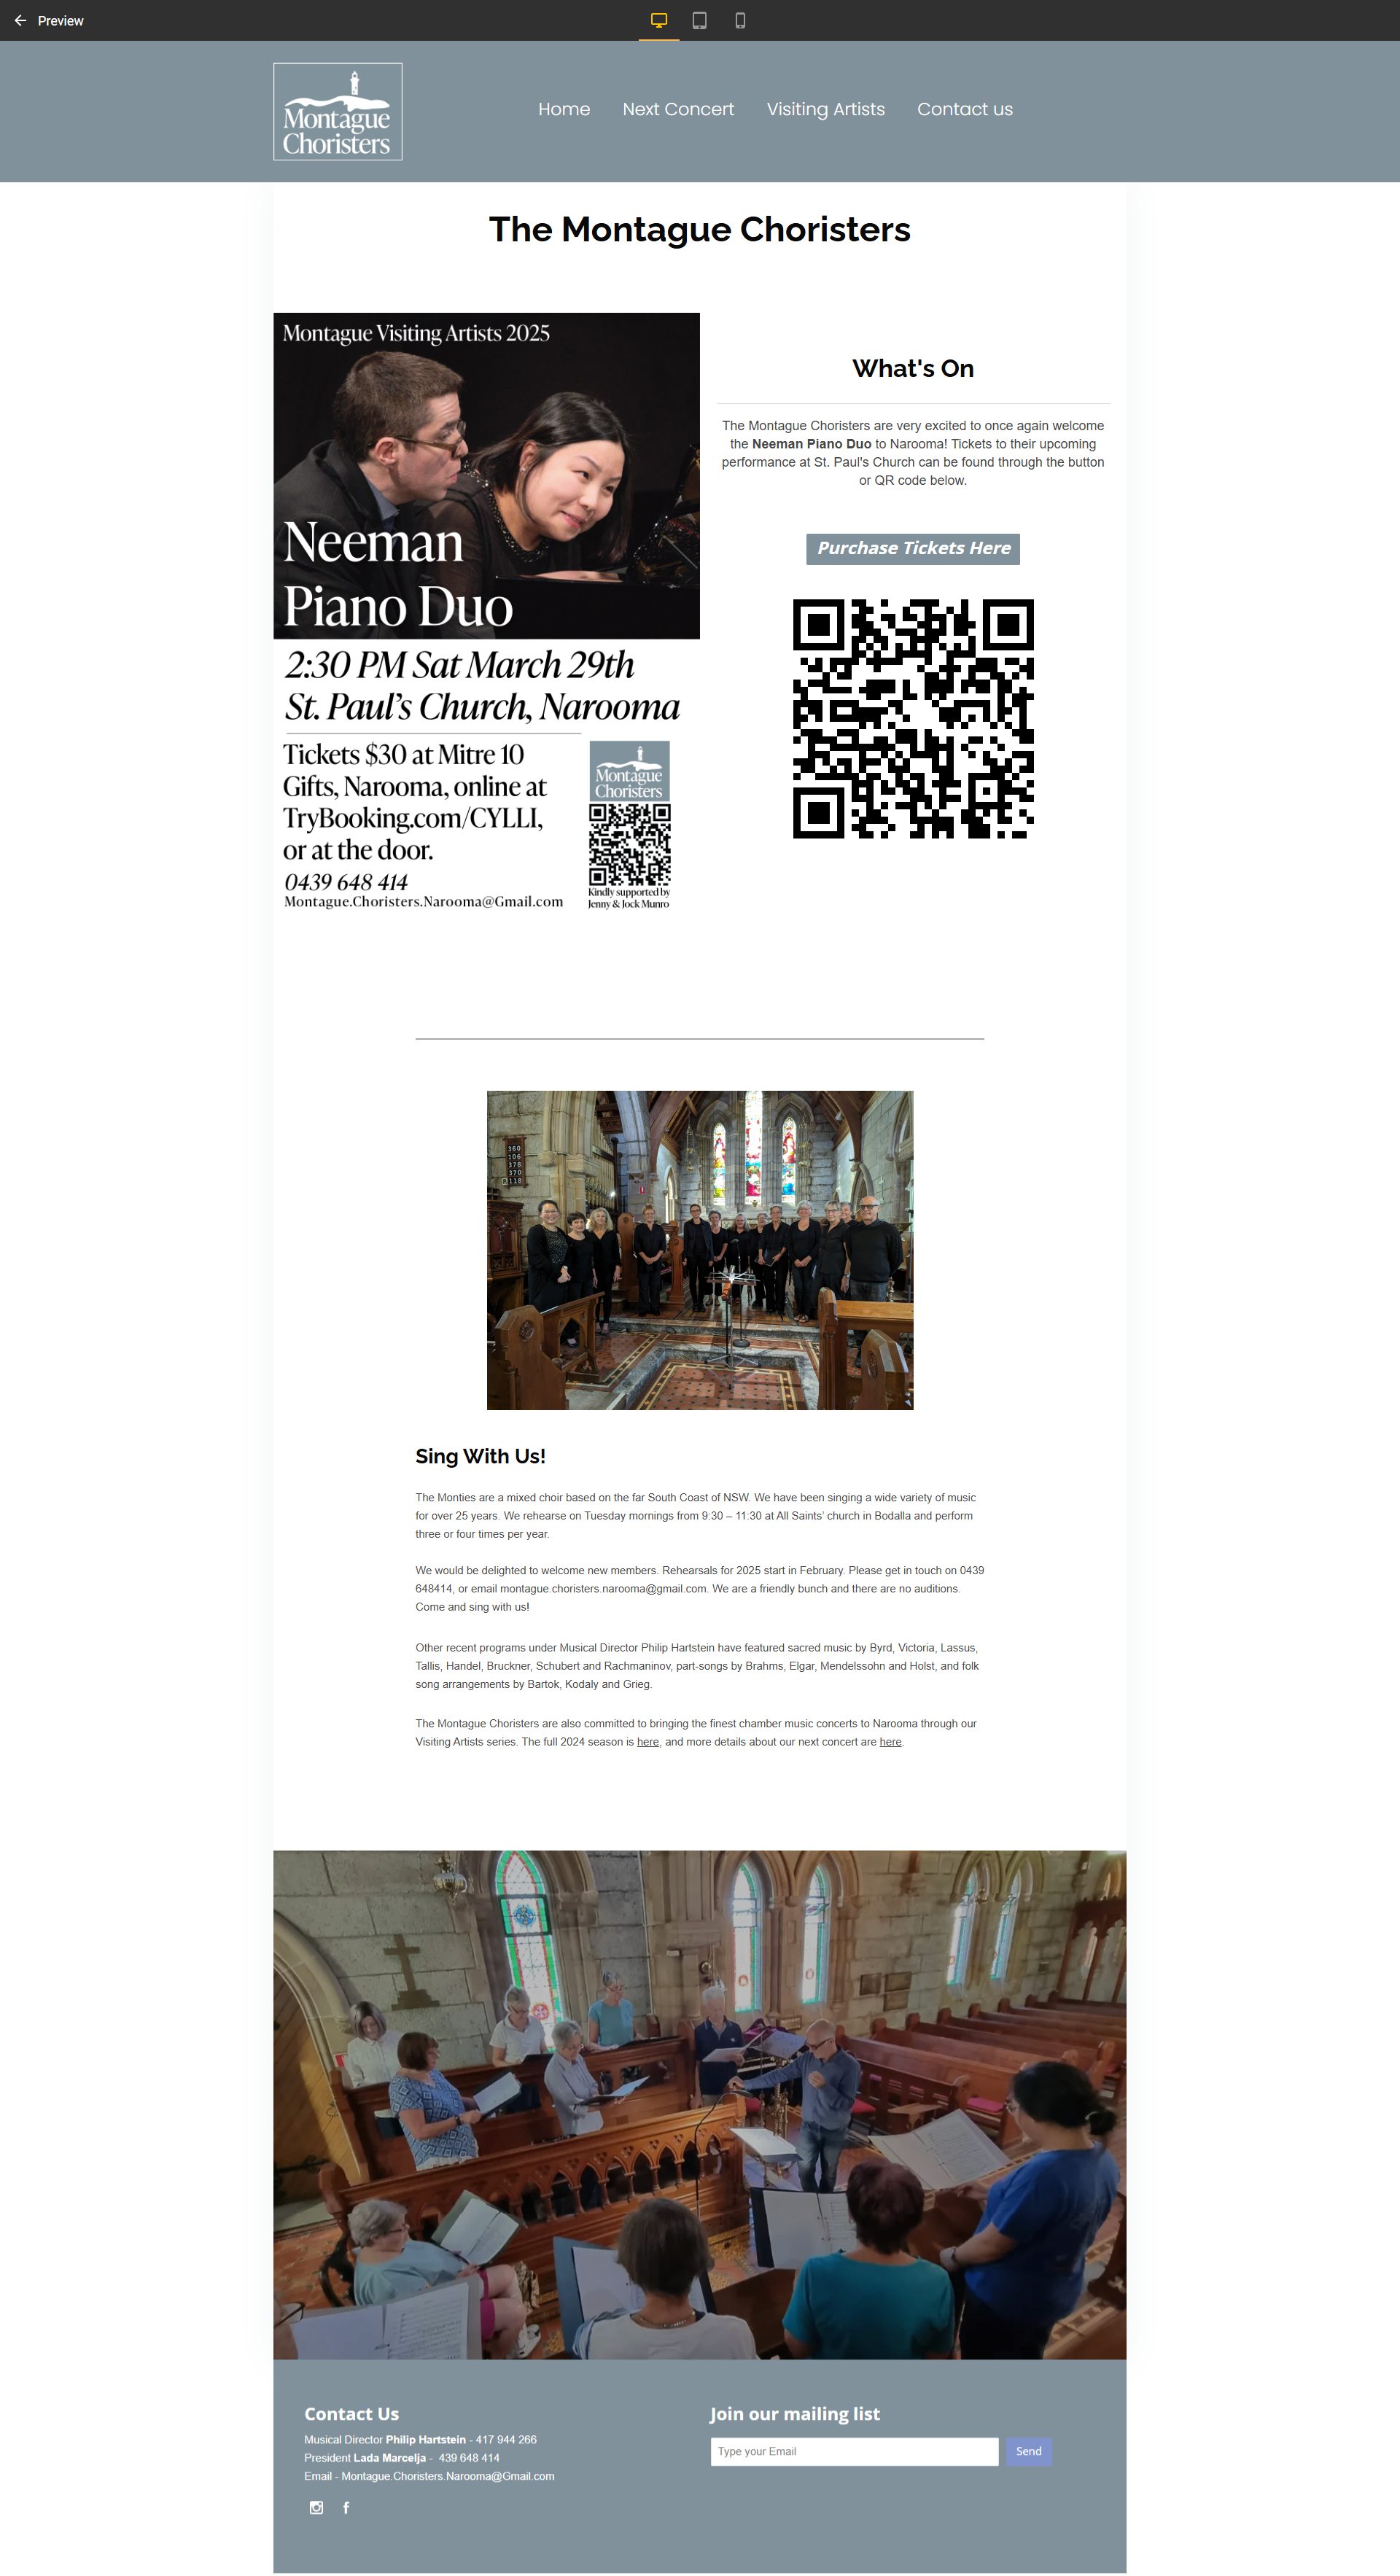 Preview
Montague
Choristers
Home
Next Concert
Visiting Artists
Contact us
The Montague Choristers
Montague Visiting Artists 2025
Neeman
Piano Duo
2:30 PM Sat March 29th
St. Paul's Church, Narooma
Tickets $30 at Mitre 10
Gifts, Narooma, online at
TryBooking.com/CYLLI,
or at the door.
0439 648 414
Montague.Choristers.Narooma@Gmail.com
Montague
Choristers
Kindly supported by
Jenny & Jock Munro
What's On
The Montague Choristers are very excited to once again welcome
the Neeman Piano Duo to Narooma! Tickets to their upcoming
performance at St. Paul's Church can be found through the button
or QR code below.
Purchase Tickets Here
360
106
378
370
118
Sing With Us!
The Monties are a mixed choir based on the far South Coast of NSW. We have been singing a wide variety of music
for over 25 years. We rehearse on Tuesday mornings from 9:30 – 11:30 at All Saints' church in Bodalla and perform
three or four times per year.
We would be delighted to welcome new members. Rehearsals for 2025 start in February. Please get in touch on 0439
648414, or email montague.choristers.narooma@gmail.com. We are a friendly bunch and there are no auditions.
Come and sing with us!
Other recent programs under Musical Director Philip Hartstein have featured sacred music by Byrd, Victoria, Lassus,
Tallis, Handel, Bruckner, Schubert and Rachmaninov, part-songs by Brahms, Elgar, Mendelssohn and Holst, and folk
song arrangements by Bartok, Kodaly and Grieg.
The Montague Choristers are also committed to bringing the finest chamber music concerts to Narooma through our
Visiting Artists series. The full 2024 season is here, and more details about our next concert are here.
Contact Us
Musical Director Philip Hartstein - 417 944 266
President Lada Marcelja - 439 648 414
Email - Montague.Choristers.Narooma@Gmail.com
Join our mailing list
Type your Email
Send